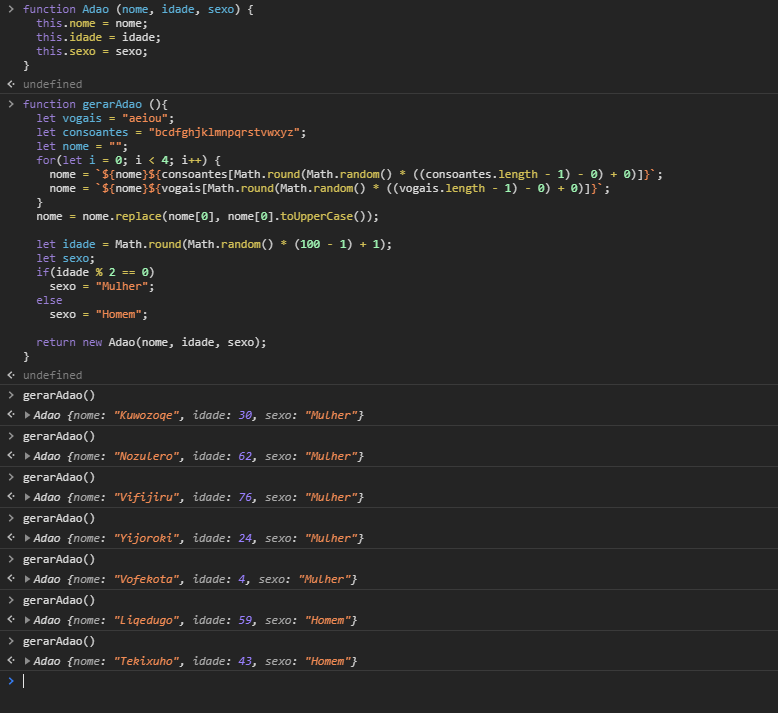 > function Adao (nome, idade, sexo) {
    this.nome = nome;
    this.idade = idade;
    this.sexo = sexo;
  }
< undefined
> function gerarAdao (){
    let vogais = "aeiou";
    let consoantes = "bcdfghjklmnpqrstvwxyz";
    let nome = "";
    for(let i = 0; i < 4; i++) {
      nome = `${nome}${consoantes[Math.round(Math.random() * ((consoantes.length - 1) - 0) + 0)]}`;
      nome = `${nome}${vogais[Math.round(Math.random() * ((vogais.length - 1) - 0) + 0)]}`;
    }
    nome = nome.replace(nome[0], nome[0].toUpperCase());

    let idade = Math.round(Math.random() * (100 - 1) + 1);
    let sexo;
    if(idade % 2 == 0)
      sexo = "Mulher";
    else
      sexo = "Homem";

    return new Adao(nome, idade, sexo);
  }
< undefined
> gerarAdao()
< ▶ Adao {nome: "Kuwozoqe", idade: 30, sexo: "Mulher"}
> gerarAdao()
< ▶ Adao {nome: "Nozulero", idade: 62, sexo: "Mulher"}
> gerarAdao()
< ▶ Adao {nome: "Vifijiru", idade: 76, sexo: "Mulher"}
> gerarAdao()
< ▶ Adao {nome: "Yijoroki", idade: 24, sexo: "Mulher"}
> gerarAdao()
< ▶ Adao {nome: "Vofekota", idade: 4, sexo: "Mulher"}
> gerarAdao()
< ▶ Adao {nome: "Liqedugo", idade: 59, sexo: "Homem"}
> gerarAdao()
< ▶ Adao {nome: "Tekixuho", idade: 43, sexo: "Homem"}
>